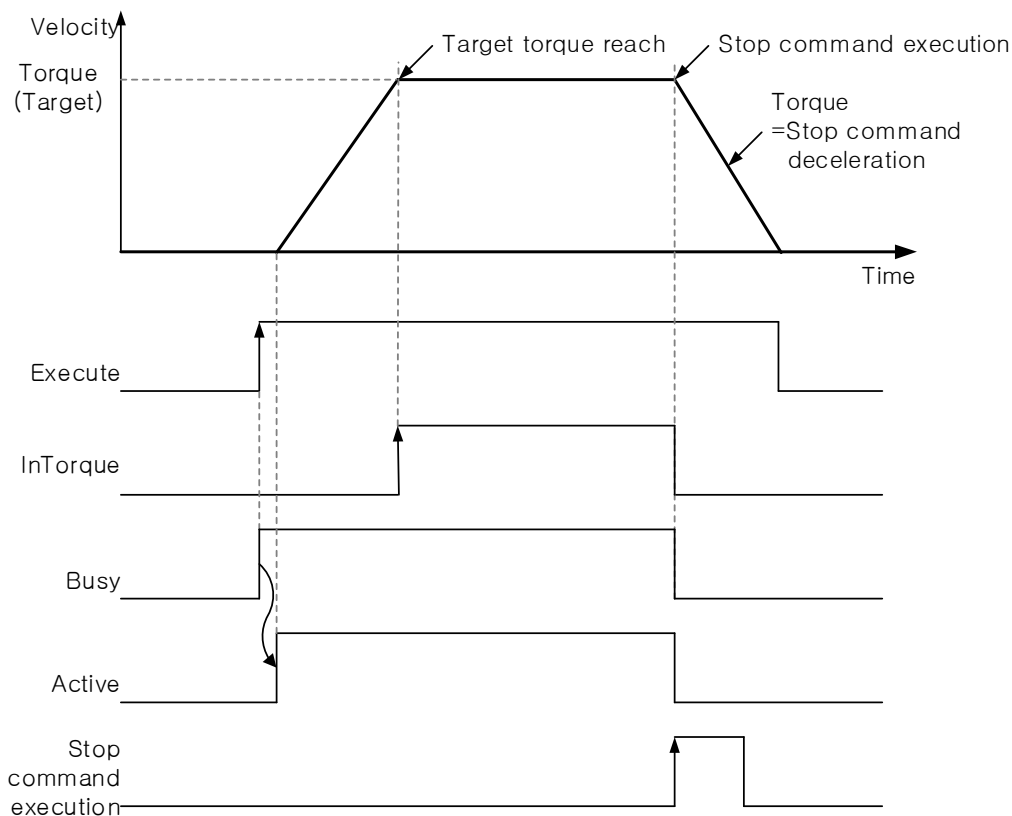 Velocity
Torque
(Target)
Target torque reach
Stop command execution
Torque
=Stop command
deceleration
Time
Execute
InTorque
Busy
Active
Stop
command
execution